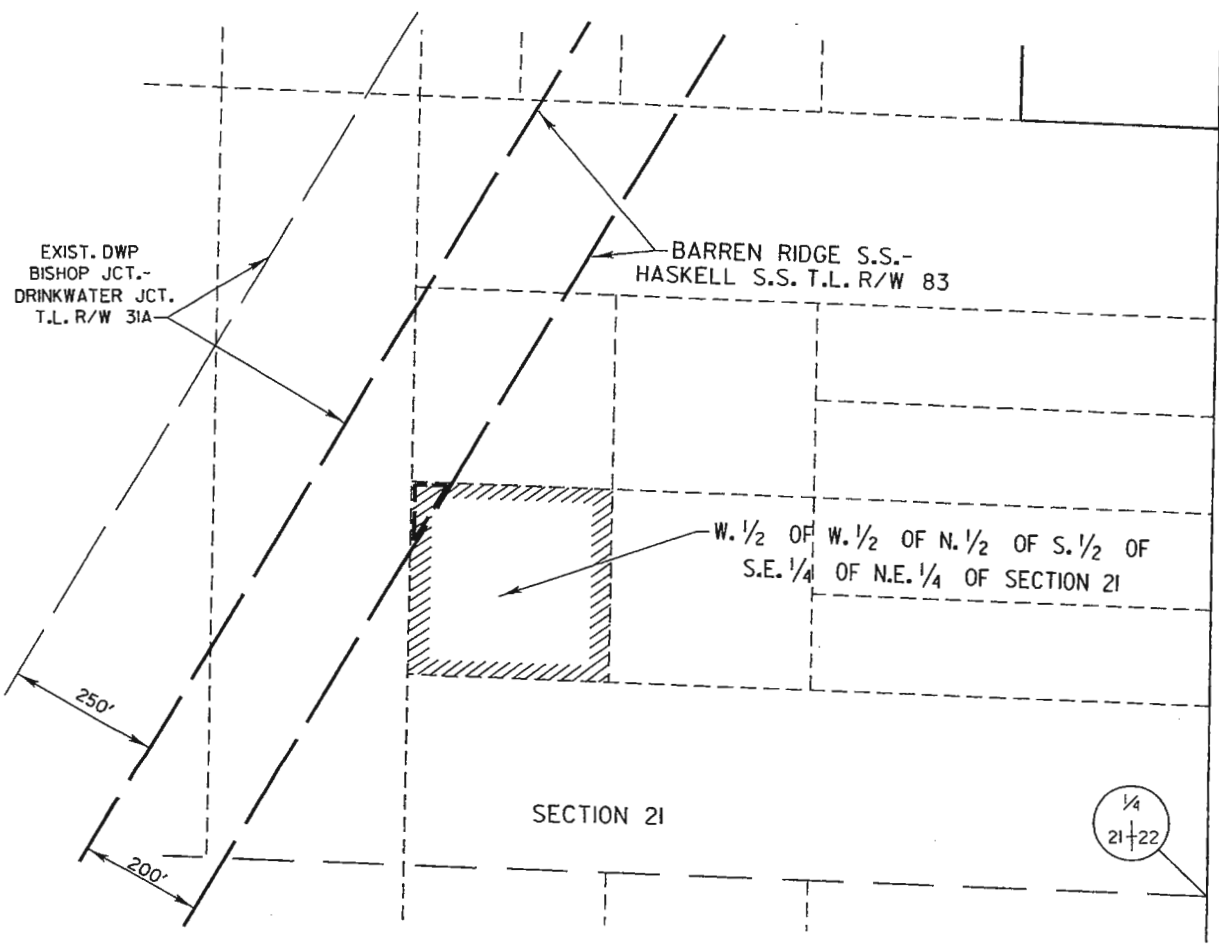 EXIST. DWP
BISHOP JCT.-
DRINKWATER JCT.
T.L. R/W 31A
BARREN RIDGE S.S.-
HASKELL S.S. T.L. R/W 83
W. 1/2 OF W. 1/2 OF N. 1/2 OF S. 1/2 OF
S.E. 1/4 OF N.E. 1/4 OF SECTION 21
250'
200'
SECTION 21
1/4
21+22